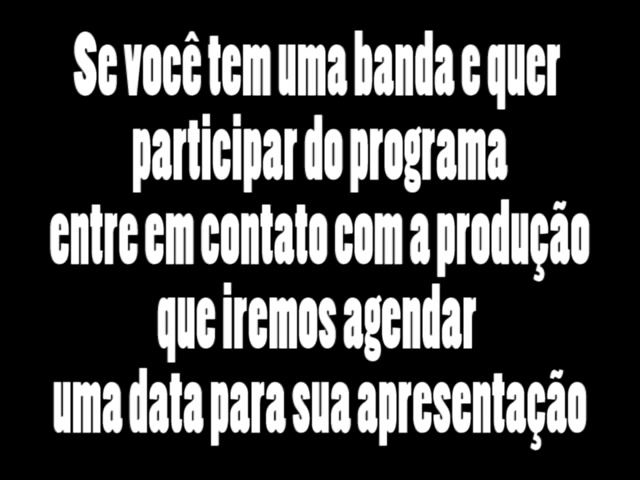 Se você tem uma banda e quer
participar do programa
entre em contato com a produção
que iremos agendar
uma data para sua apresentação